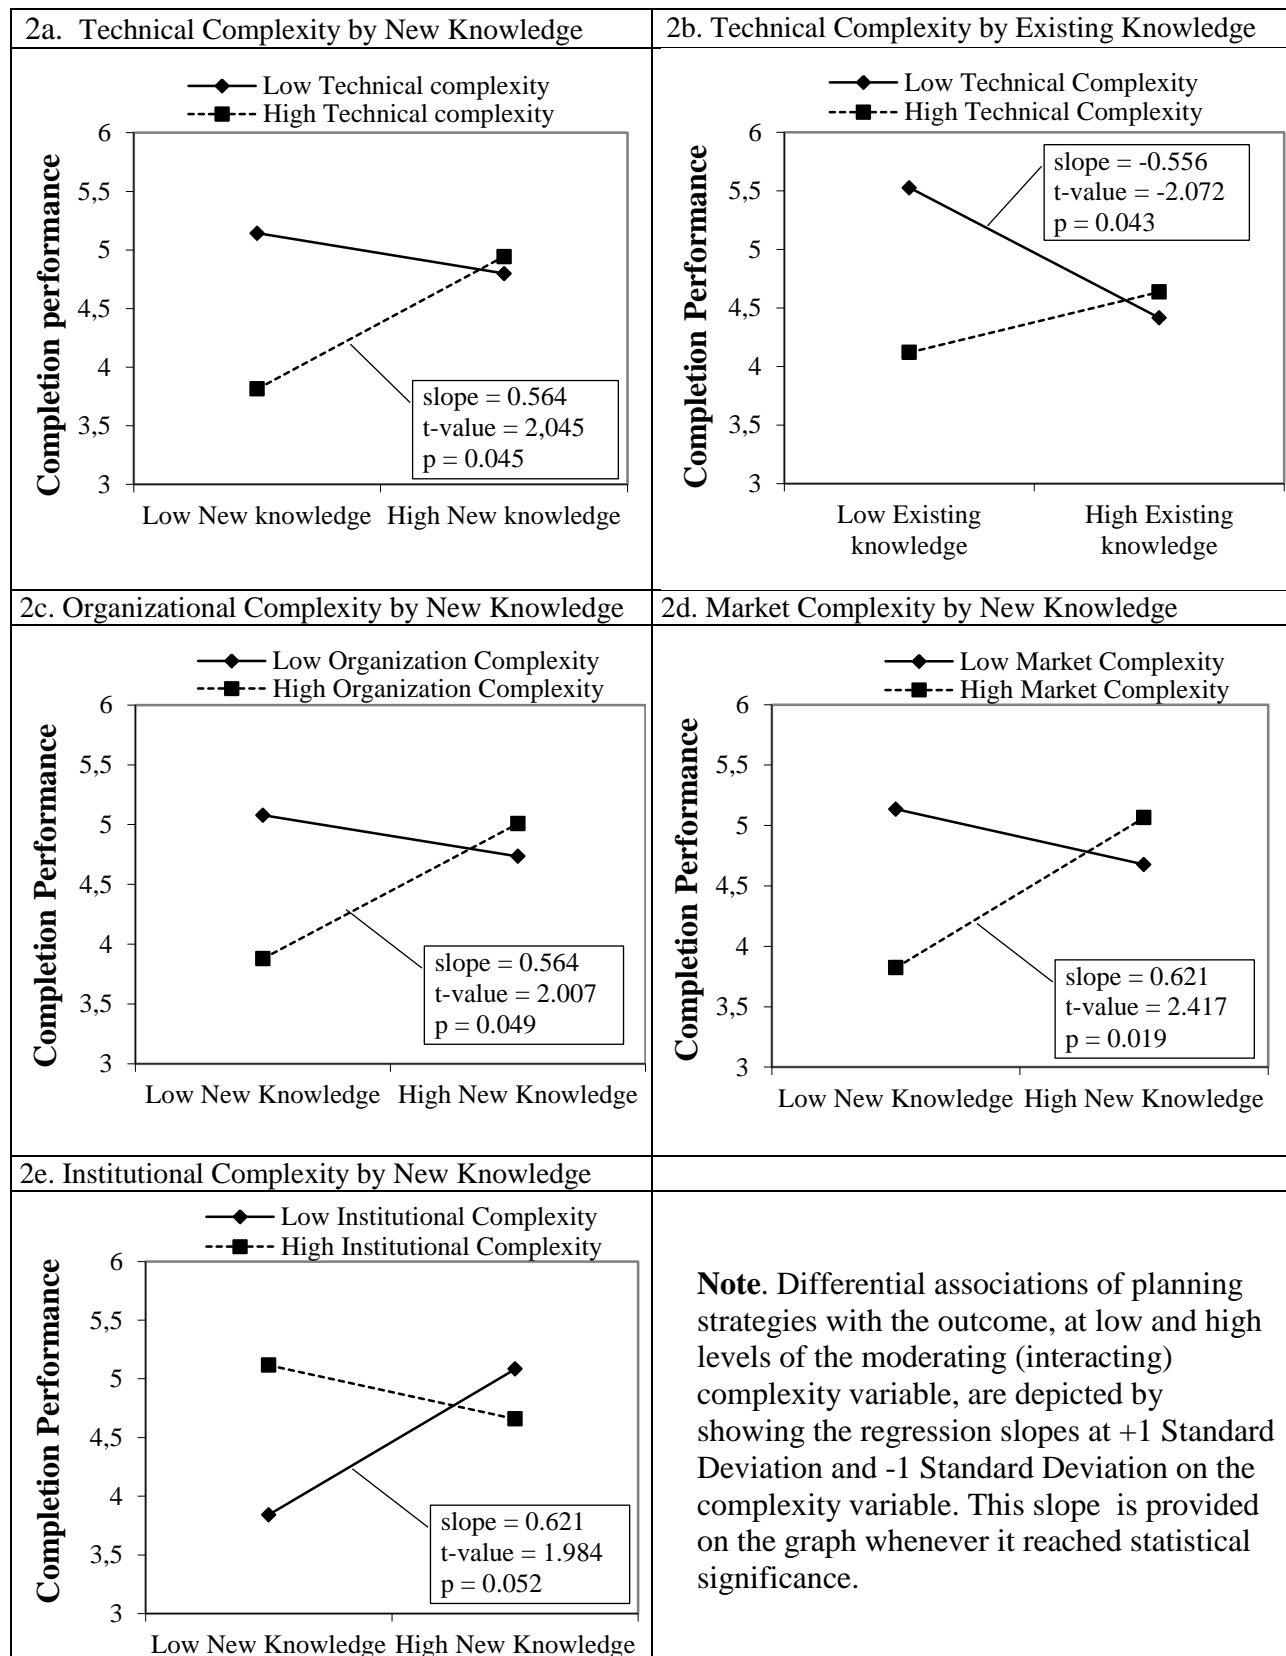 2a. Technical Complexity by New Knowledge
Low Technical complexity
High Technical complexity
Completion performance
6
5,5
5
4,5
4
3,5
3
slope = 0.564
t-value = 2,045
p = 0.045
Low New knowledge High New knowledge
2b. Technical Complexity by Existing Knowledge
Low Technical Complexity
High Technical Complexity
Completion Performance
6
5,5
5
4,5
4
3,5
3
slope = -0.556
t-value = -2.072
p = 0.043
Low Existing
knowledge
High Existing
knowledge
2c. Organizational Complexity by New Knowledge
Low Organization Complexity
High Organization Complexity
Completion Performance
6
5,5
5
4,5
4
3,5
3
slope = 0.564
t-value = 2.007
p = 0.049
Low New Knowledge High New Knowledge
2d. Market Complexity by New Knowledge
Low Market Complexity
High Market Complexity
Completion Performance
6
5,5
5
4,5
4
3,5
3
slope = 0.621
t-value = 2.417
p = 0.019
Low New Knowledge High New Knowledge
2e. Institutional Complexity by New Knowledge
Low Institutional Complexity
High Institutional Complexity
Completion Performance
6
5,5
5
4,5
4
3,5
3
slope = 0.621
t-value = 1.984
p = 0.052
Low New Knowledge High New Knowledge
Note. Differential associations of planning
strategies with the outcome, at low and high
levels of the moderating (interacting)
complexity variable, are depicted by
showing the regression slopes at +1 Standard
Deviation and -1 Standard Deviation on the
complexity variable. This slope is provided
on the graph whenever it reached statistical
significance.